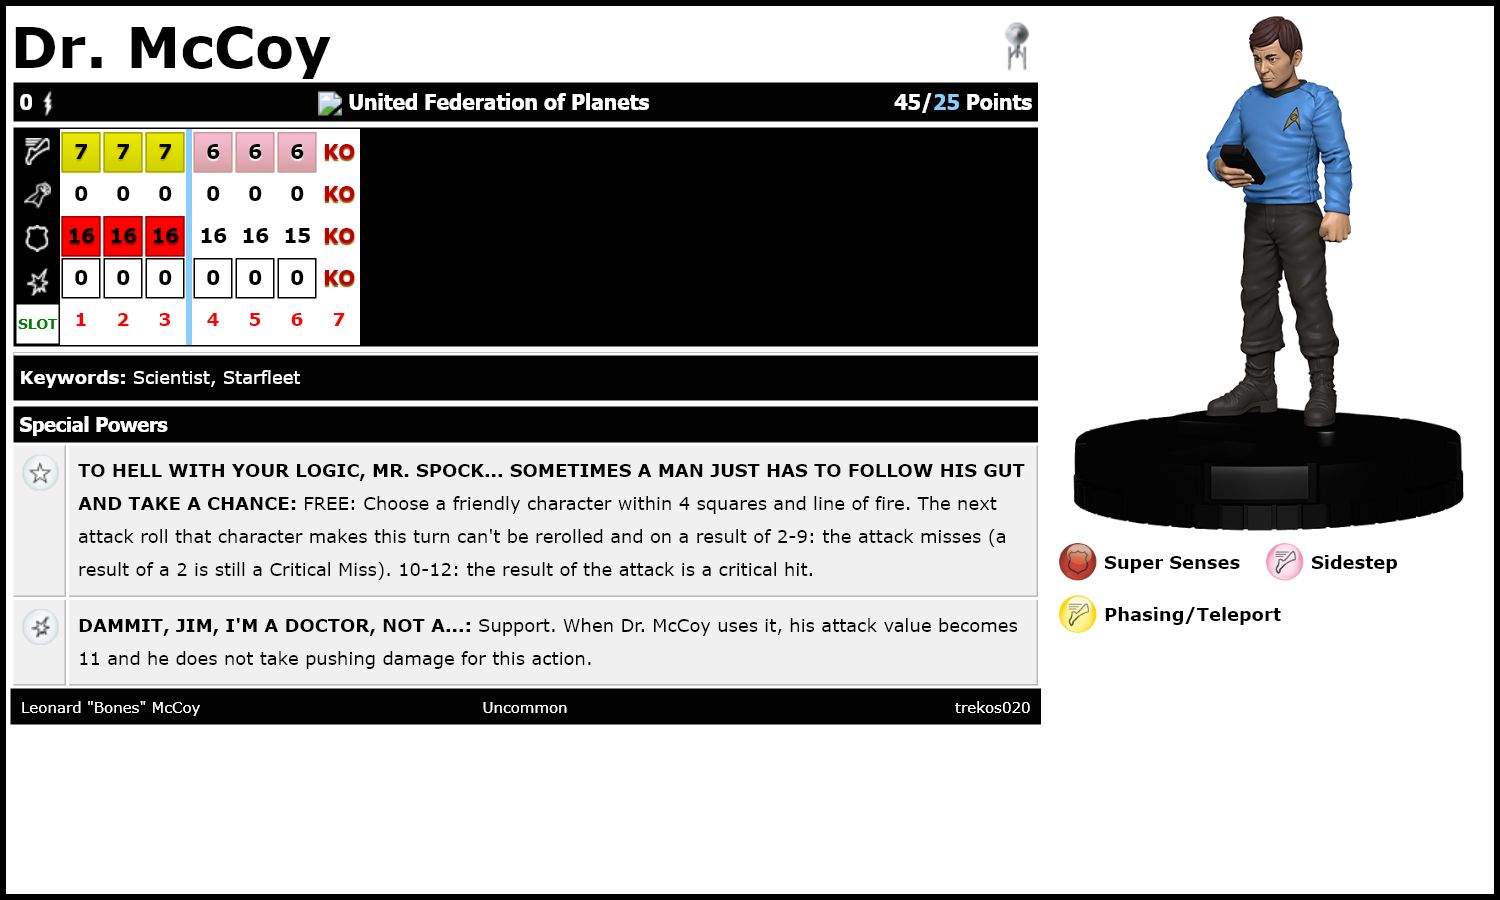 Dr. McCoy
0 United Federation of Planets 45/25 Points
7 7 7 6 6 6 KO
0 0 0 0 0 0 KO
16 16 16 16 16 15 KO
0 0 0 0 0 0 KO
SLOT 1 2 3 4 5 6 7
Keywords: Scientist, Starfleet
Special Powers
TO HELL WITH YOUR LOGIC, MR. SPOCK... SOMETIMES A MAN JUST HAS TO FOLLOW HIS GUT
AND TAKE A CHANCE: FREE: Choose a friendly character within 4 squares and line of fire. The next
attack roll that character makes this turn can't be rerolled and on a result of 2-9: the attack misses (a
result of a 2 is still a Critical Miss). 10-12: the result of the attack is a critical hit.
DAMMIT, JIM, I'M A DOCTOR, NOT A...: Support. When Dr. McCoy uses it, his attack value becomes
11 and he does not take pushing damage for this action.
Leonard "Bones" McCoy Uncommon trekos020
Super Senses Sidestep
Phasing/Teleport